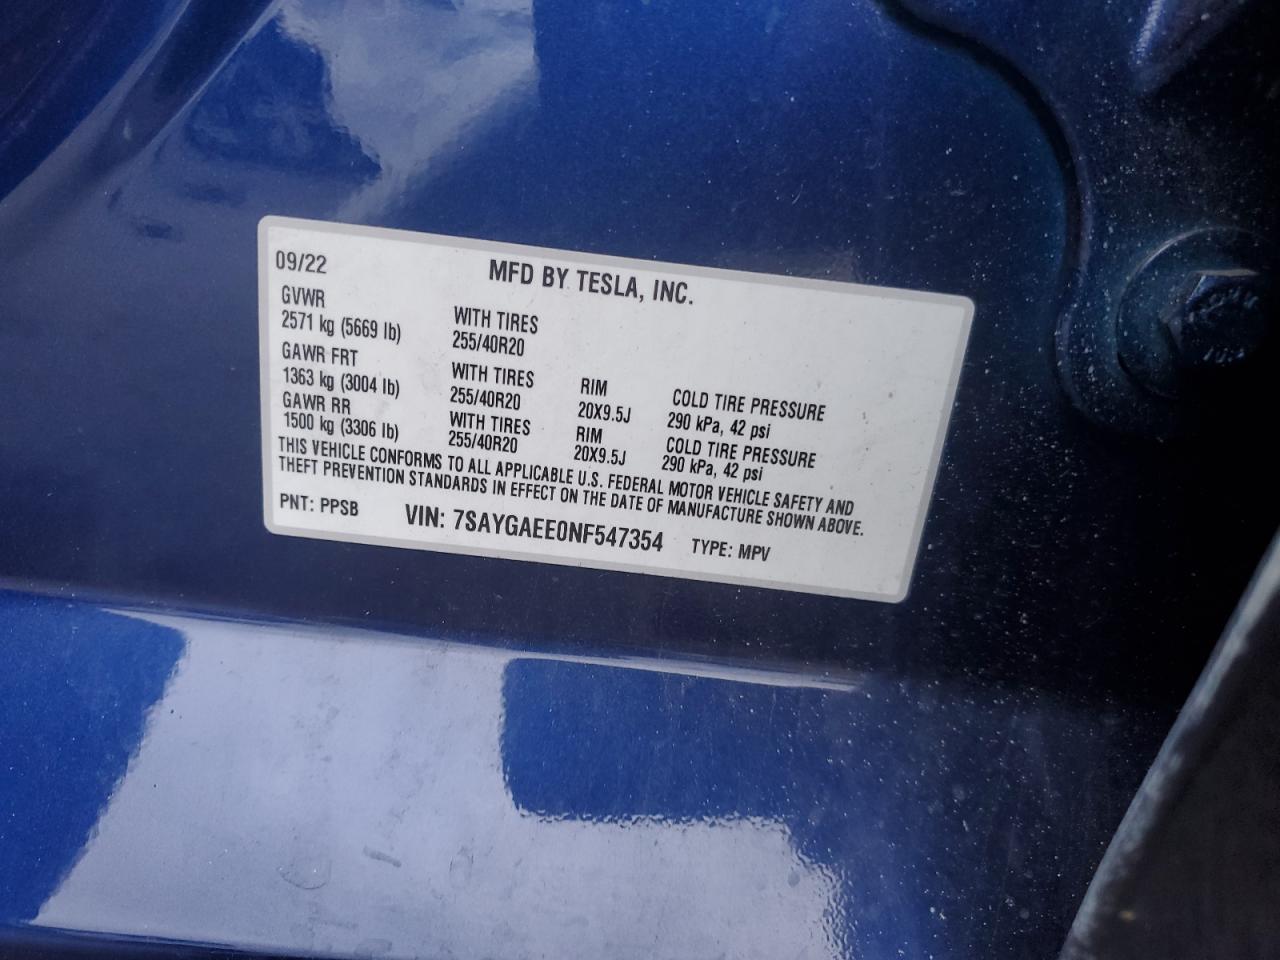 09/22 MFD BY TESLA, INC.
GVWR WITH TIRES
2571 kg (5669 lb) 255/40R20
GAWR FRT WITH TIRES RIM COLD TIRE PRESSURE
1363 kg (3004 lb) 255/40R20 20X9.5J 290 kPa, 42 psi
GAWR RR WITH TIRES RIM COLD TIRE PRESSURE
1500 kg (3306 lb) 255/40R20 20X9.5J 290 kPa, 42 psi
THIS VEHICLE CONFORMS TO ALL APPLICABLE U.S. FEDERAL MOTOR VEHICLE SAFETY AND
THEFT PREVENTION STANDARDS IN EFFECT ON THE DATE OF MANUFACTURE SHOWN ABOVE.
PNT: PPSB VIN: 7SAYGAEE0NF547354 TYPE: MPV